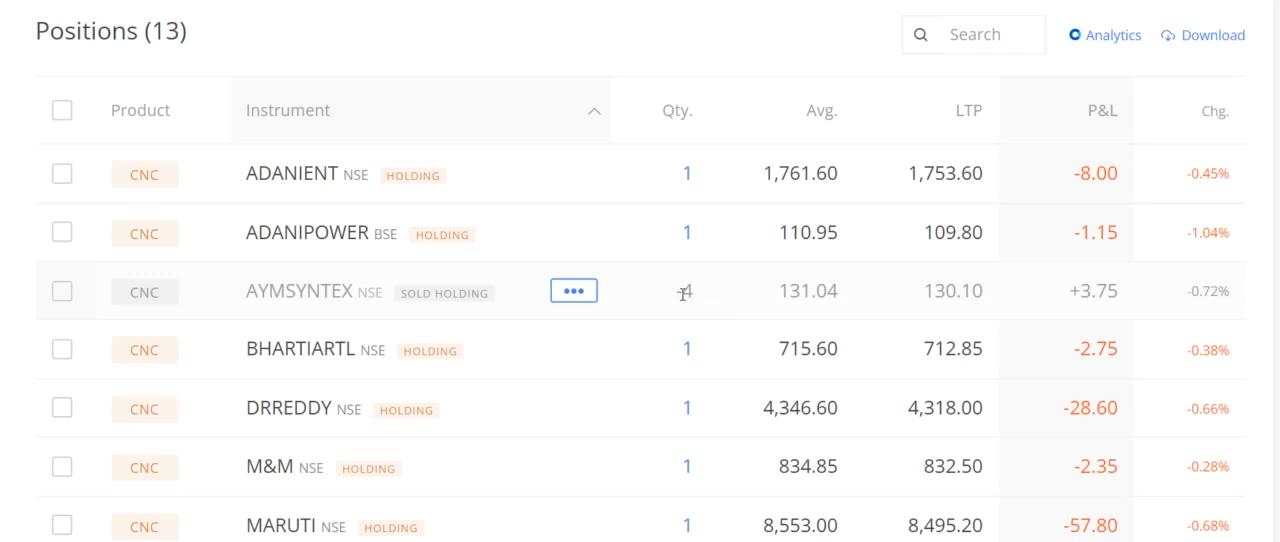 Positions (13)
Search
Analytics
Download
Product Instrument Qty. Avg. LTP P&L Chg.
CNC ADANIENT NSE HOLDING 1 1,761.60 1,753.60 -8.00 -0.45%
CNC ADANIPOWER BSE HOLDING 1 110.95 109.80 -1.15 -1.04%
CNC AYMSYNTEX NSE SOLD HOLDING ••• -4 131.04 130.10 +3.75 -0.72%
CNC BHARTIARTL NSE HOLDING 1 715.60 712.85 -2.75 -0.38%
CNC DRREDDY NSE HOLDING 1 4,346.60 4,318.00 -28.60 -0.66%
CNC M&M NSE HOLDING 1 834.85 832.50 -2.35 -0.28%
CNC MARUTI NSE HOLDING 1 8,553.00 8,495.20 -57.80 -0.68%